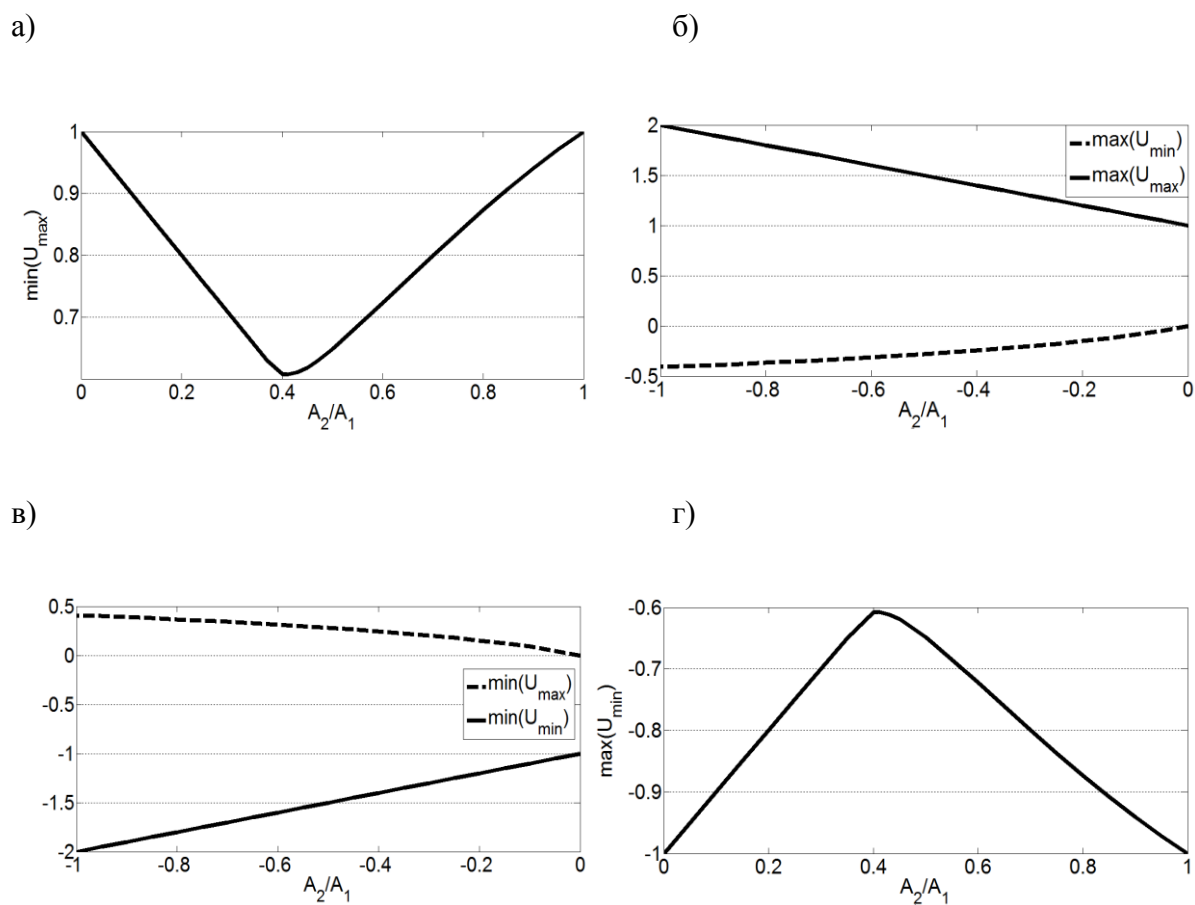 а)
б)
1
0.9
0.8
0.7
min(U_max)
0 0.2 0.4 0.6 0.8 1
A_2/A_1
2
1.5
1
0.5
0
-0.5
max(U_min)
max(U_max)
-1 -0.8 -0.6 -0.4 -0.2 0
A_2/A_1
в)
г)
0.5
0
-0.5
-1
-1.5
-2
min(U_max)
min(U_min)
-1 -0.8 -0.6 -0.4 -0.2 0
A_2/A_1
-0.6
-0.7
-0.8
-0.9
-1
max(U_min)
0 0.2 0.4 0.6 0.8 1
A_2/A_1